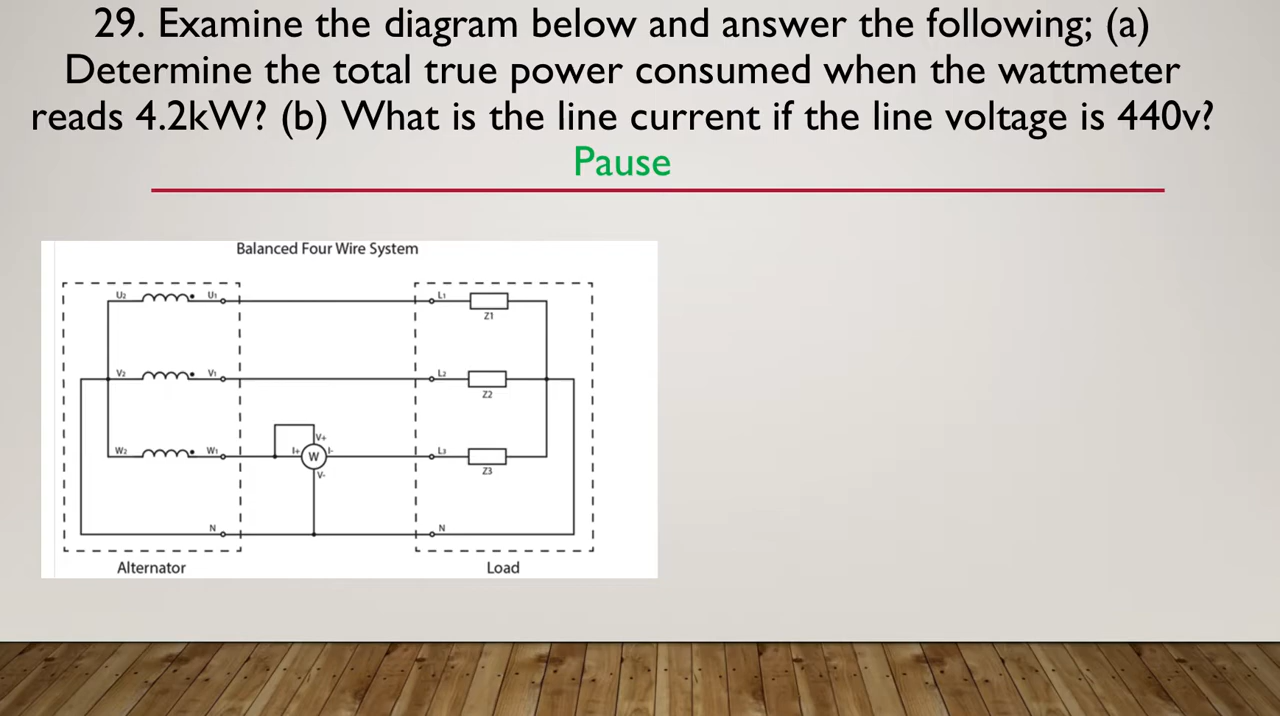 29. Examine the diagram below and answer the following; (a)
Determine the total true power consumed when the wattmeter
reads 4.2kW? (b) What is the line current if the line voltage is 440v?
Pause
Balanced Four Wire System
U2 U1 L1
Z1
V2 V1 L2
Z2
V+
W2 W1 I+ W I- L3
V- Z3
N N
Alternator Load